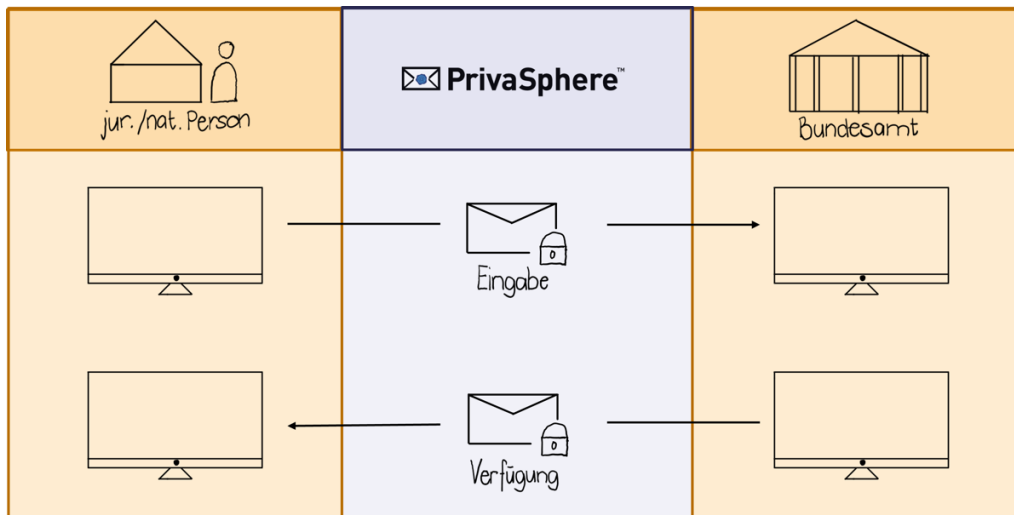 jur./nat. Person
PrivaSphere™
Bundesamt
Eingabe
Verfügung